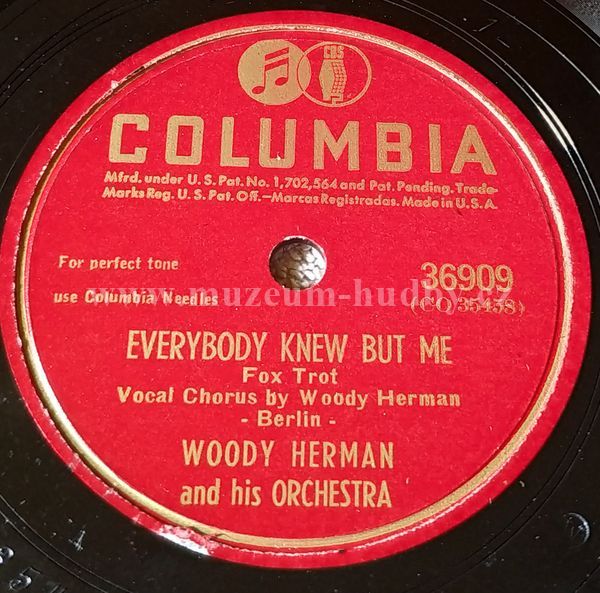 CBS
COLUMBIA
Mfrd. under U.S. Pat. No. 1,702,564 and Pat. Pending. Trade-
Marks Reg. U.S. Pat. Off.—Marcas Registradas. Made in U.S.A.
For perfect tone
use Columbia Needles
36909
(CO 35458)
www.muzeum-hudby.cz
EVERYBODY KNEW BUT ME
Fox Trot
Vocal Chorus by Woody Herman
- Berlin -
WOODY HERMAN
and his ORCHESTRA